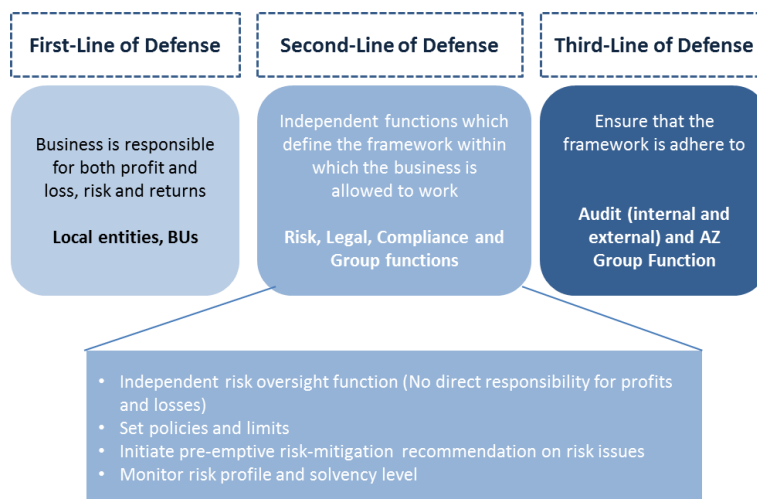 First-Line of Defense
Second-Line of Defense
Third-Line of Defense
Business is responsible
for both profit and
loss, risk and returns
Local entities, BUs
Independent functions which
define the framework within
which the business is
allowed to work
Risk, Legal, Compliance and
Group functions
Ensure that the
framework is adhere to
Audit (internal and
external) and AZ
Group Function
• Independent risk oversight function (No direct responsibility for profits
and losses)
• Set policies and limits
• Initiate pre-emptive risk-mitigation recommendation on risk issues
• Monitor risk profile and solvency level